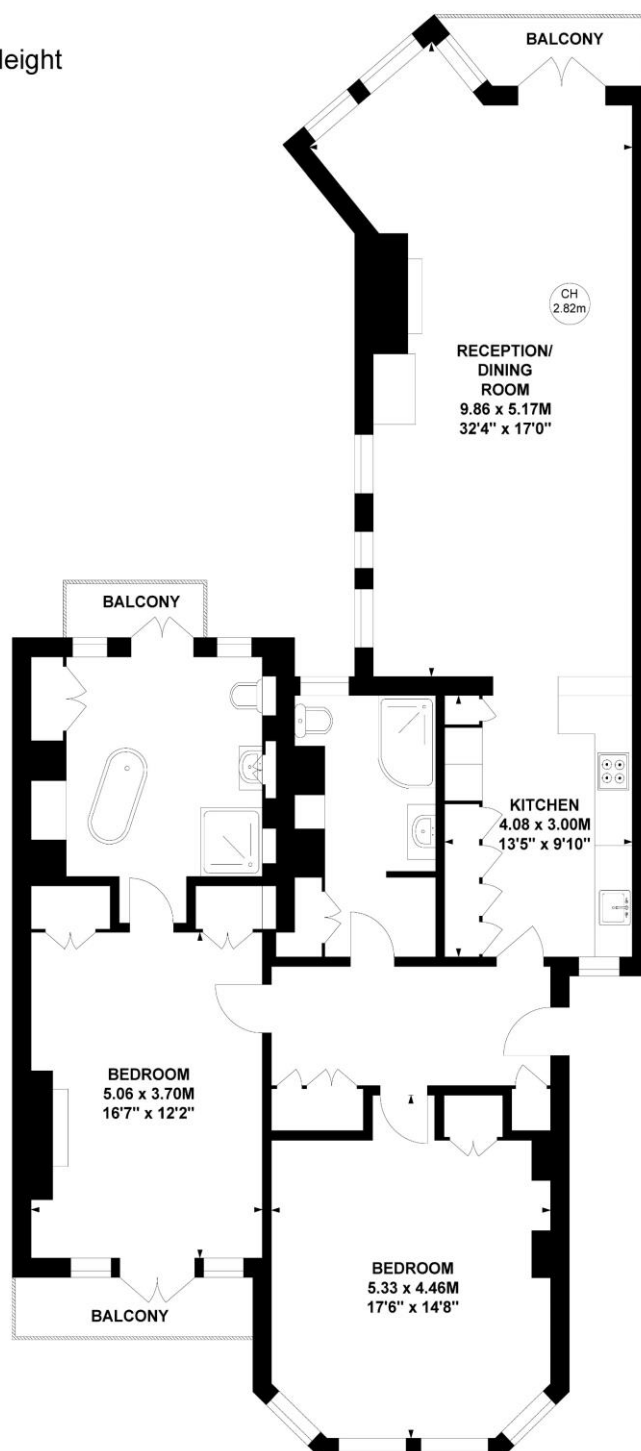 BALCONY
CH
2.82m
RECEPTION/
DINING
ROOM
9.86 x 5.17M
32'4" x 17'0"
BALCONY
KITCHEN
4.08 x 3.00M
13'5" x 9'10"
BEDROOM
5.06 x 3.70M
16'7" x 12'2"
BEDROOM
5.33 x 4.46M
17'6" x 14'8"
BALCONY